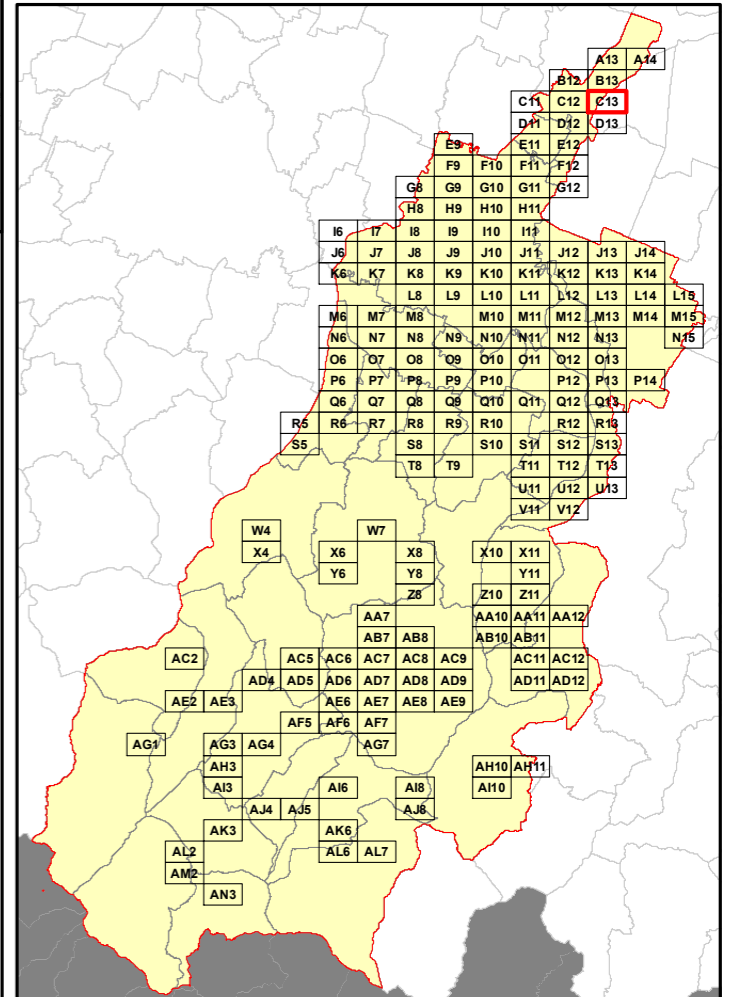 A13 A14
B12 B13
C11 C12 C13
D11 D12 D13
E9 E11 E12
F9 F10 F11 F12
G8 G9 G10 G11 G12
H8 H9 H10 H11
I6 I7 I8 I9 I10 I11
J6 J7 J8 J9 J10 J11 J12 J13 J14
K6 K7 K8 K9 K10 K11 K12 K13 K14
L8 L9 L10 L11 L12 L13 L14 L15
M6 M7 M8 M10 M11 M12 M13 M14 M15
N6 N7 N8 N9 N10 N11 N12 N13 N15
O6 O7 O8 O9 O10 O11 O12 O13
P6 P7 P8 P9 P10 P12 P13 P14
Q6 Q7 Q8 Q9 Q10 Q11 Q12 Q13
R5 R6 R7 R8 R9 R10 R12 R13
S5 S8 S10 S11 S12 S13
T8 T9 T11 T12 T13
U11 U12 U13
V11 V12
W4 W7
X4 X6 X8 X10 X11
Y6 Y8 Y11
Z8 Z10 Z11
AA7 AA10 AA11 AA12
AB7 AB8 AB10 AB11
AC2 AC5 AC6 AC7 AC8 AC9 AC11 AC12
AD4 AD5 AD6 AD7 AD8 AD9 AD11 AD12
AE2 AE3 AE6 AE7 AE8 AE9
AF5 AF6 AF7
AG1 AG3 AG4 AG7
AH3 AH10 AH11
AI3 AI6 AI8 AI10
AJ4 AJ5 AJ8
AK3 AK6
AL2 AL6 AL7
AM2
AN3